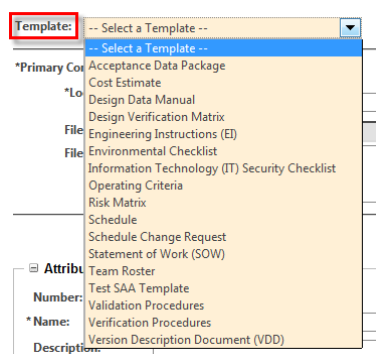 Template: -- Select a Template --
-- Select a Template --
*Primary Co Acceptance Data Package
Cost Estimate
*Lo Design Data Manual
Design Verification Matrix
File Engineering Instructions (EI)
File Environmental Checklist
Information Technology (IT) Security Checklist
Operating Criteria
Risk Matrix
Schedule
Schedule Change Request
Statement of Work (SOW)
Attribu Team Roster
Test SAA Template
Number: Validation Procedures
*Name: Verification Procedures
Description: Version Description Document (VDD)